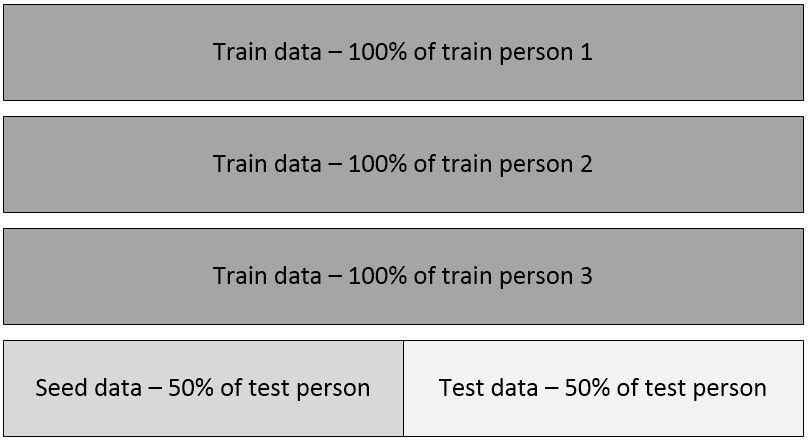 Train data – 100% of train person 1
Train data – 100% of train person 2
Train data – 100% of train person 3
Seed data – 50% of test person
Test data – 50% of test person